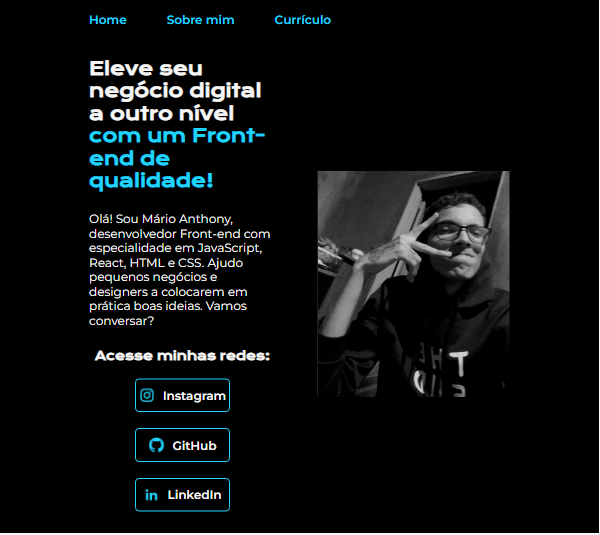 Home Sobre mim Currículo
Eleve seu
negócio digital
a outro nível
com um Front-
end de
qualidade!
Olá! Sou Mário Anthony,
desenvolvedor Front-end com
especialidade em JavaScript,
React, HTML e CSS. Ajudo
pequenos negócios e
designers a colocarem em
prática boas ideias. Vamos
conversar?
Acesse minhas redes:
Instagram
GitHub
LinkedIn